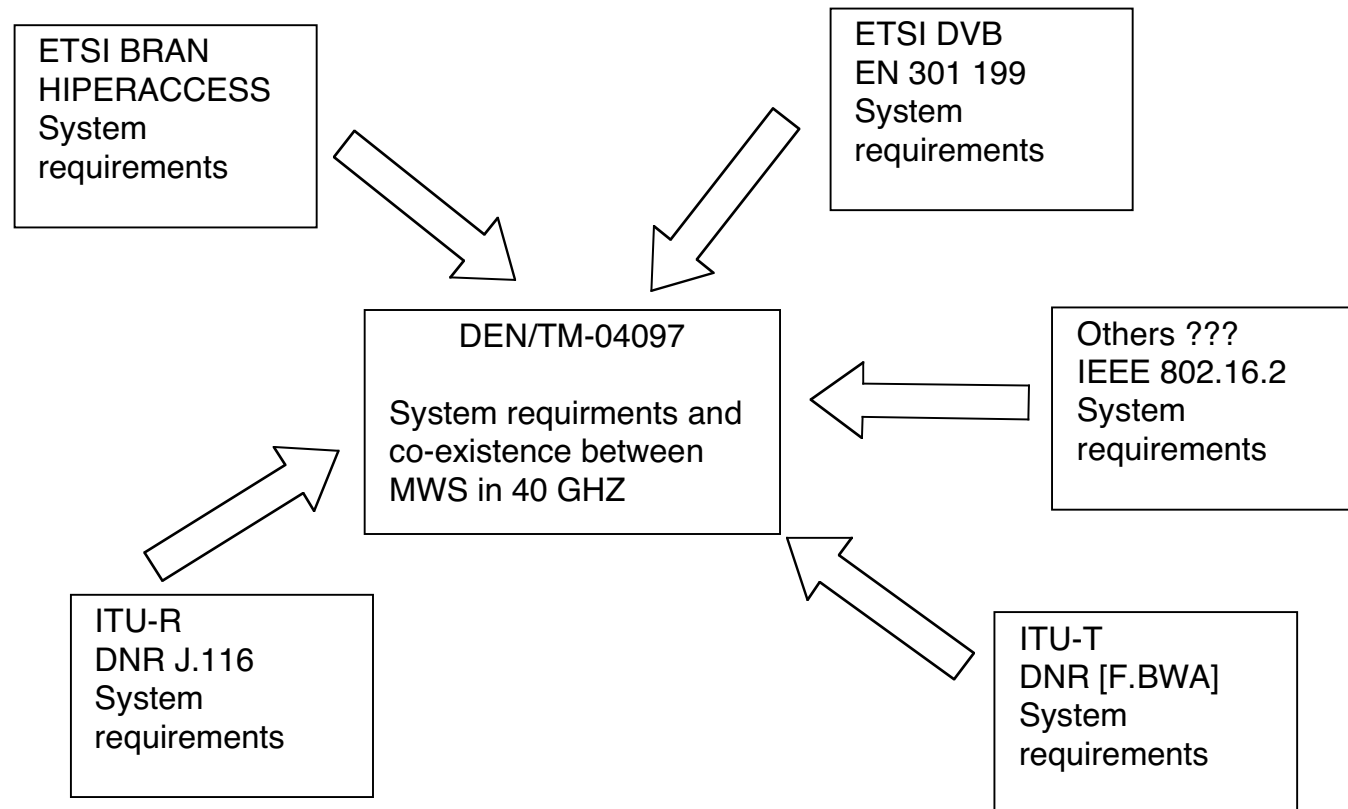 ETSI BRAN
HIPERACCESS
System
requirements
ETSI DVB
EN 301 199
System
requirements
DEN/TM-04097
System requirments and
co-existence between
MWS in 40 GHZ
Others ???
IEEE 802.16.2
System
requirements
ITU-R
DNR J.116
System
requirements
ITU-T
DNR [F.BWA]
System
requirements